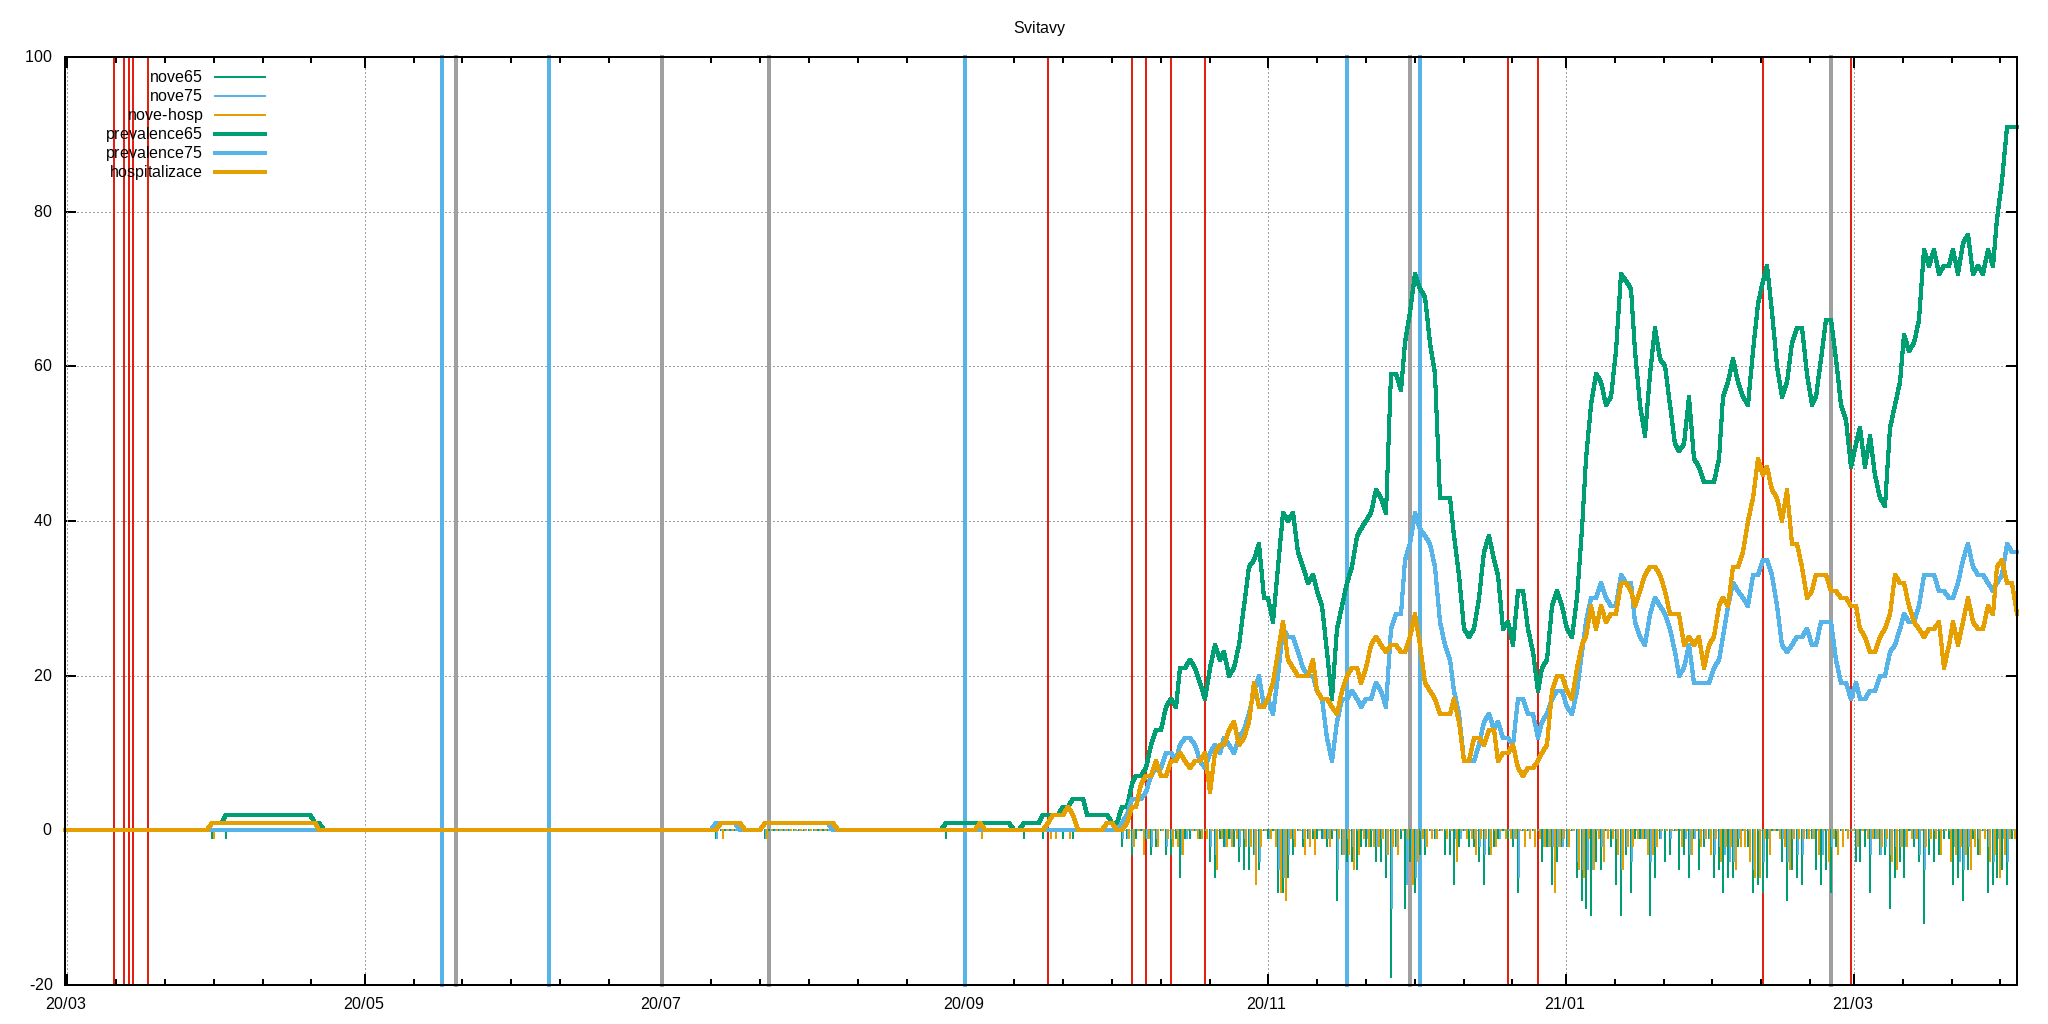 Svitavy
100
80
60
40
20
0
-20
nove65
nove75
nove-hosp
prevalence65
prevalence75
hospitalizace
20/03 20/05 20/07 20/09 20/11 21/01 21/03